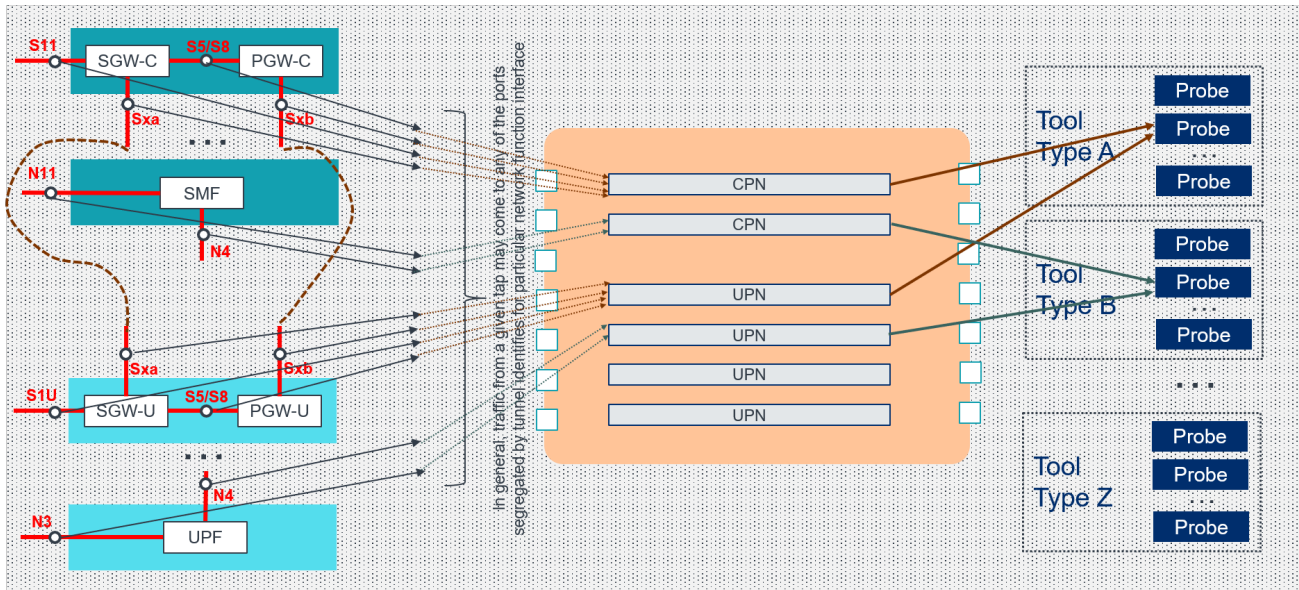 S11
SGW-C
S5/S8
PGW-C
Sxa
Sxb
...
N11
SMF
N4
Sxa
Sxb
S1U
SGW-U
S5/S8
PGW-U
...
N4
N3
UPF
In general, traffic from a given tap may come to any of the ports
segregated by tunnel identifies for particular network function interface
CPN
CPN
UPN
UPN
UPN
UPN
Tool
Type A
Probe
Probe
...
Probe
Tool
Type B
Probe
Probe
...
Probe
...
Tool
Type Z
Probe
Probe
...
Probe